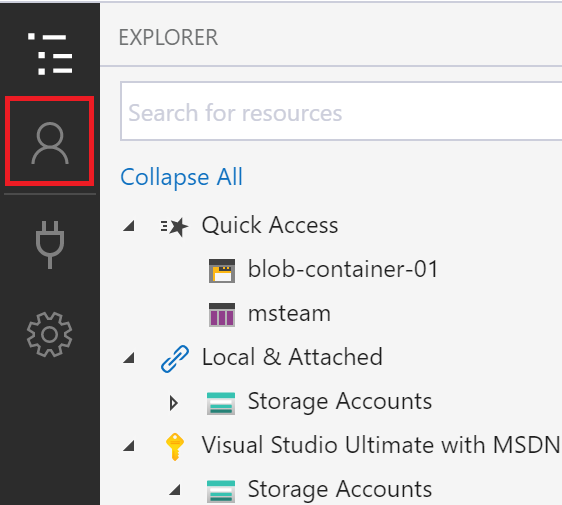 EXPLORER
Search for resources
Collapse All
Quick Access
blob-container-01
msteam
Local & Attached
Storage Accounts
Visual Studio Ultimate with MSDN
Storage Accounts